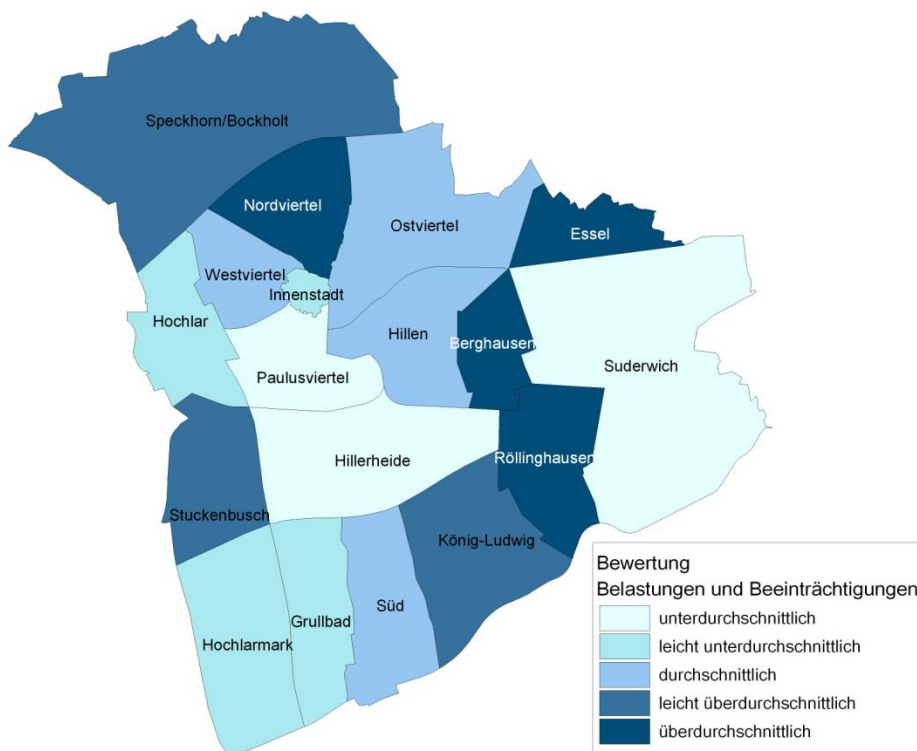 Speckhorn/Bockholt
Nordviertel
Ostviertel
Essel
Westviertel
Innenstadt
Hochlar
Hillen
Berghausen
Suderwich
Paulusviertel
Hillerheide
Röllinghausen
Stuckenbusch
König-Ludwig
Süd
Grullbad
Hochlarmark
Bewertung
Belastungen und Beeinträchtigungen
unterdurchschnittlich
leicht unterdurchschnittlich
durchschnittlich
leicht überdurchschnittlich
überdurchschnittlich